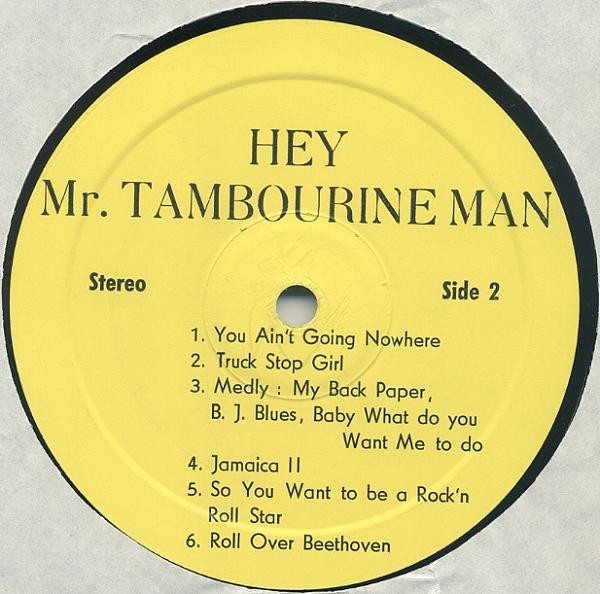 HEY
Mr. TAMBOURINE MAN
Stereo
Side 2
1. You Ain't Going Nowhere
2. Truck Stop Girl
3. Medly : My Back Paper,
B. J. Blues, Baby What do you
Want Me to do
4. Jamaica II
5. So You Want to be a Rock'n
Roll Star
6. Roll Over Beethoven